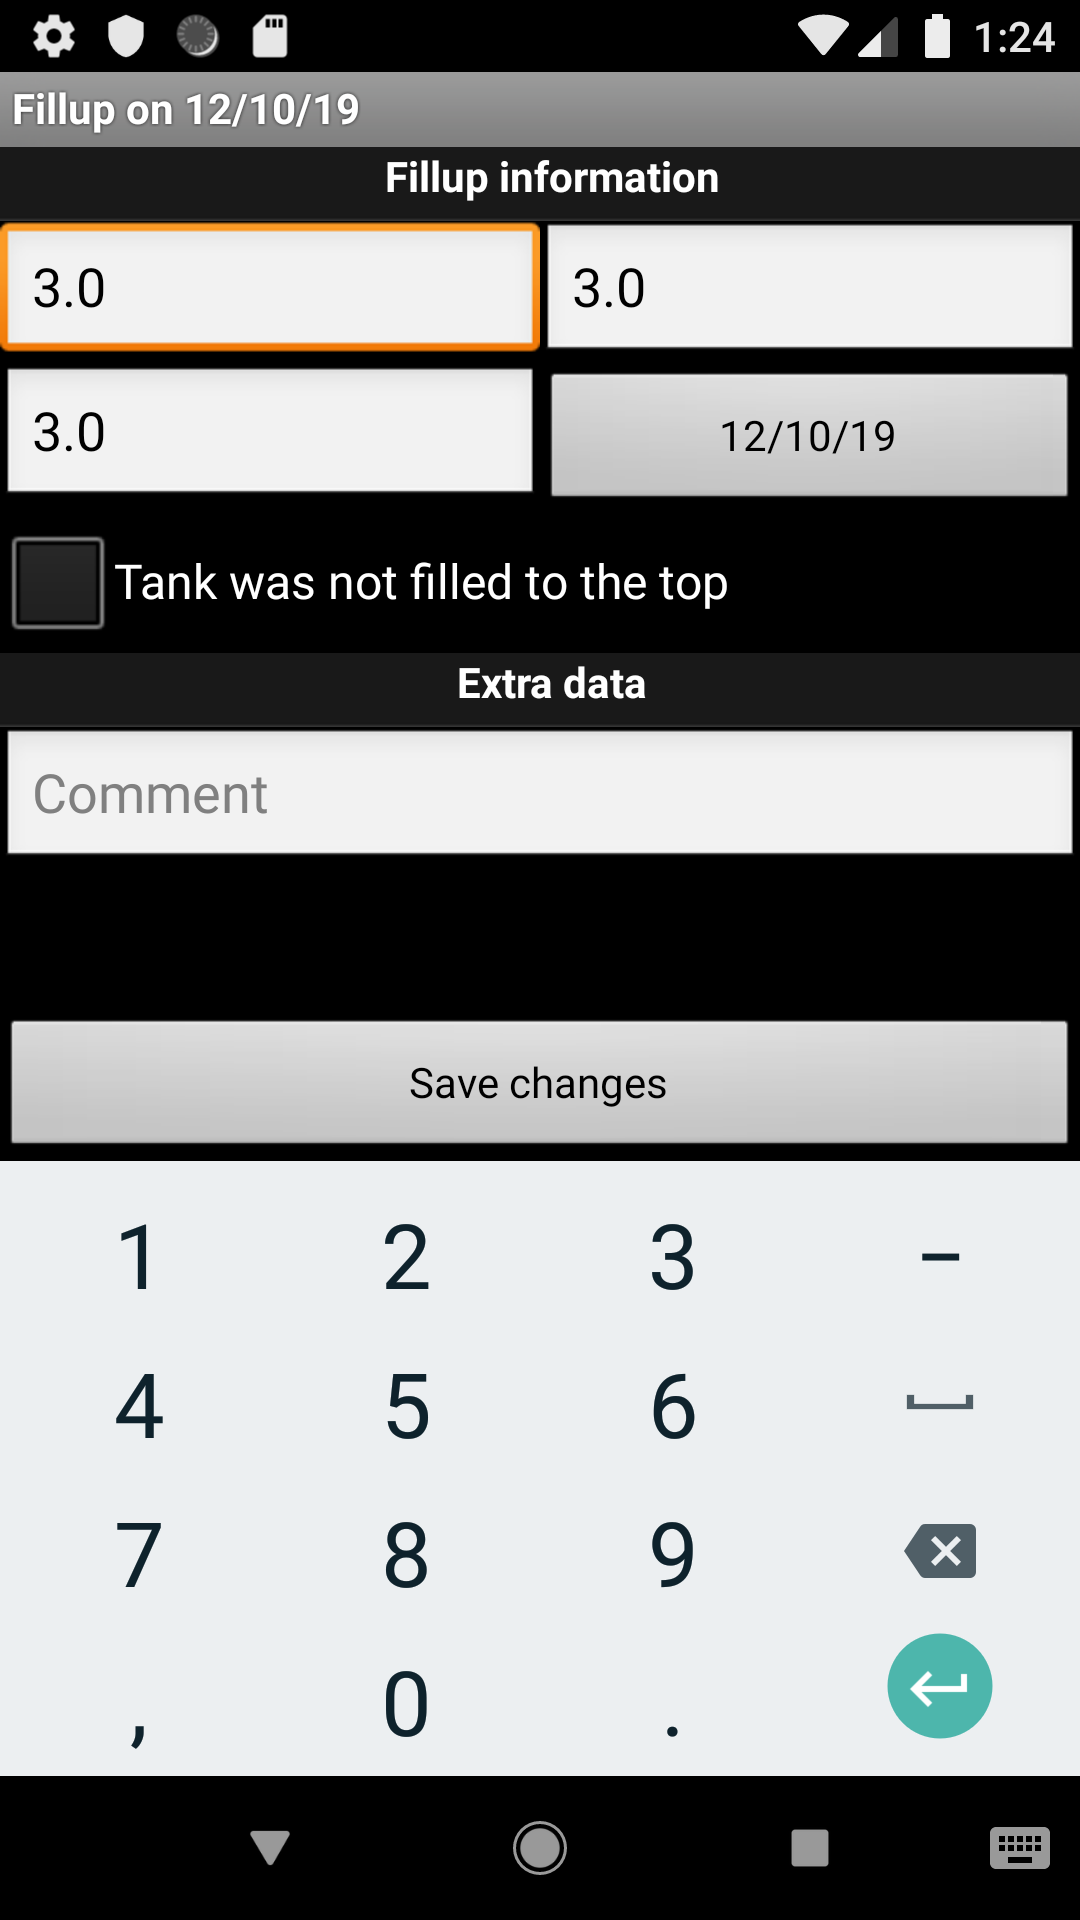 1:24
Fillup on 12/10/19
Fillup information
3.0 3.0
3.0 12/10/19
Tank was not filled to the top
Extra data
Comment
Save changes
1 2 3 –
4 5 6
7 8 9
, 0 .